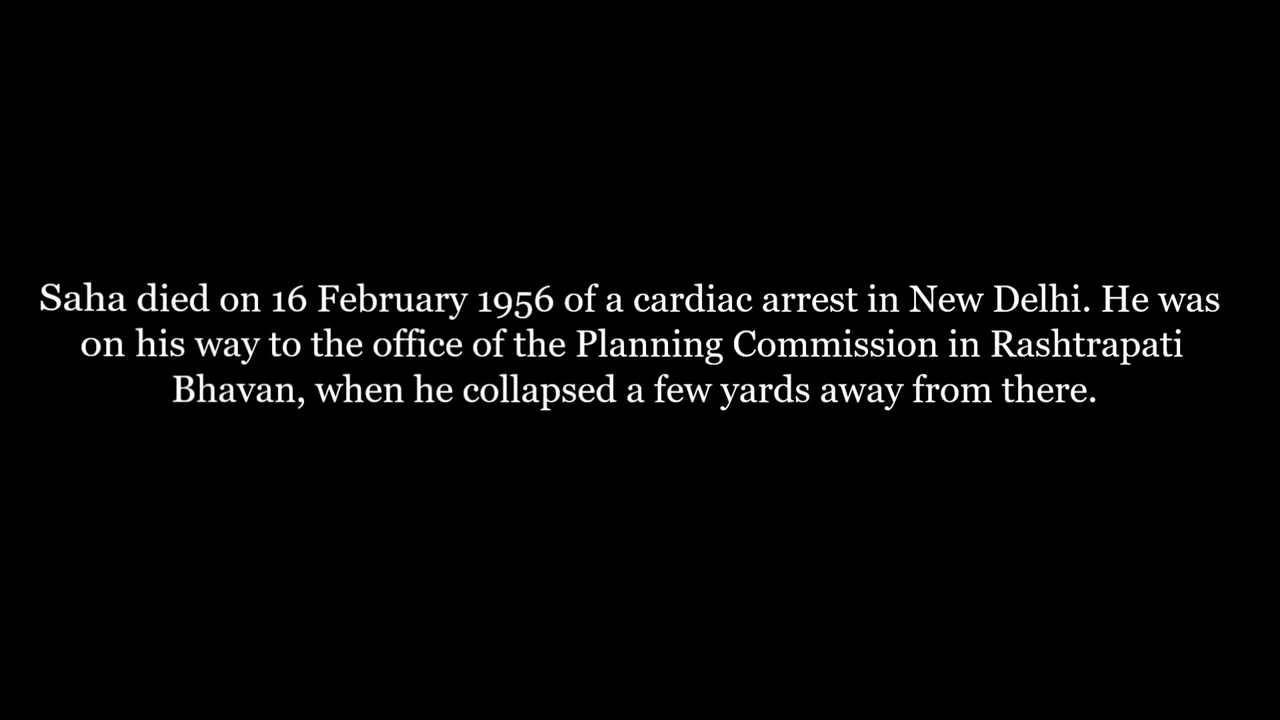 Saha died on 16 February 1956 of a cardiac arrest in New Delhi. He was
on his way to the office of the Planning Commission in Rashtrapati
Bhavan, when he collapsed a few yards away from there.